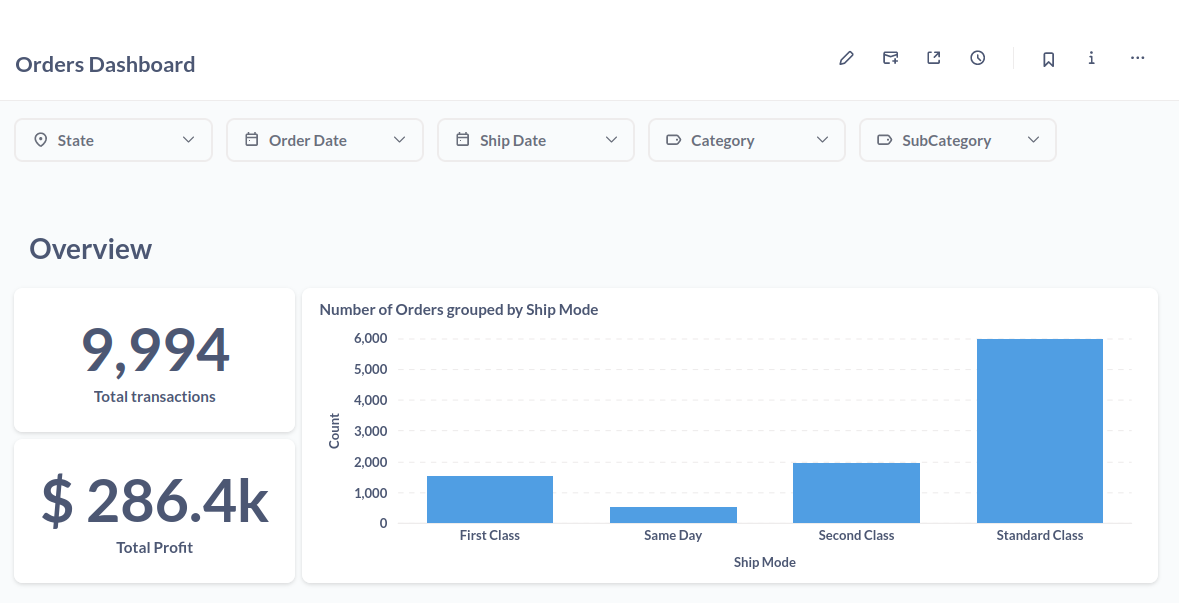 Orders Dashboard
State
Order Date
Ship Date
Category
SubCategory
Overview
9,994
Total transactions
$ 286.4k
Total Profit
Number of Orders grouped by Ship Mode
6,000
5,000
4,000
3,000
2,000
1,000
0
Count
First Class
Same Day
Second Class
Standard Class
Ship Mode